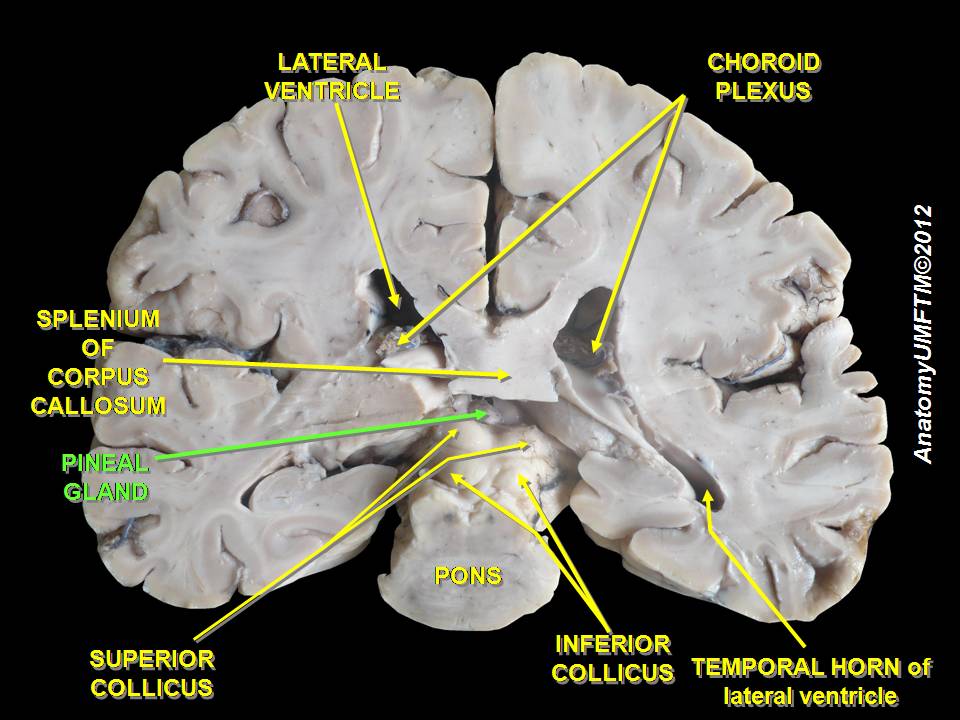 LATERAL
VENTRICLE
CHOROID
PLEXUS
AnatomyUMFTM©2012
SPLENIUM
OF
CORPUS
CALLOSUM
PINEAL
GLAND
PONS
SUPERIOR
COLLICUS
INFERIOR
COLLICUS
TEMPORAL HORN of
lateral ventricle